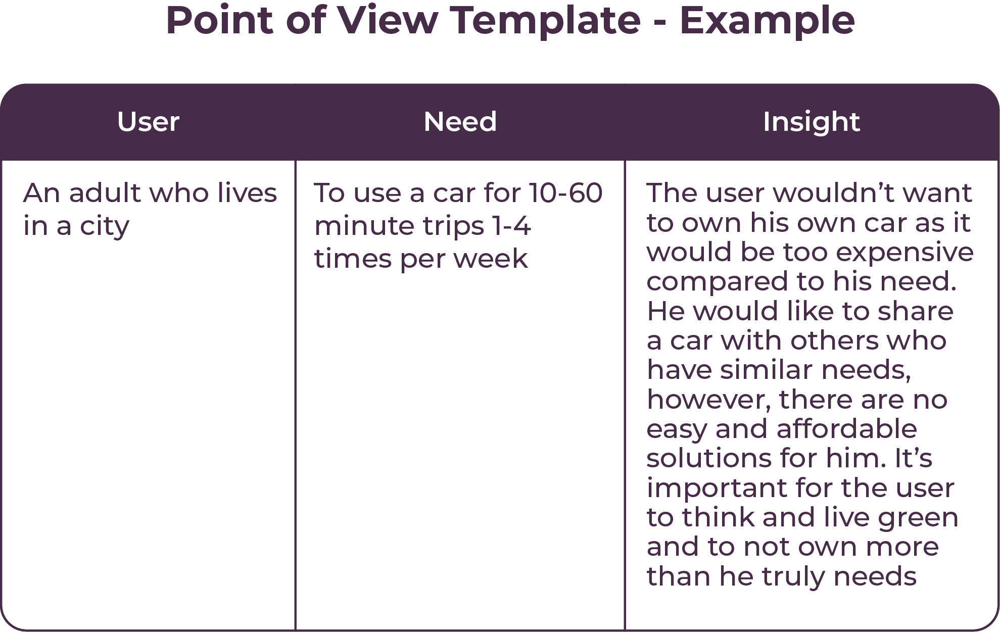 Point of View Template - Example
User
Need
Insight
An adult who lives
in a city
To use a car for 10-60
minute trips 1-4
times per week
The user wouldn’t want
to own his own car as it
would be too expensive
compared to his need.
He would like to share
a car with others who
have similar needs,
however, there are no
easy and affordable
solutions for him. It’s
important for the user
to think and live green
and to not own more
than he truly needs